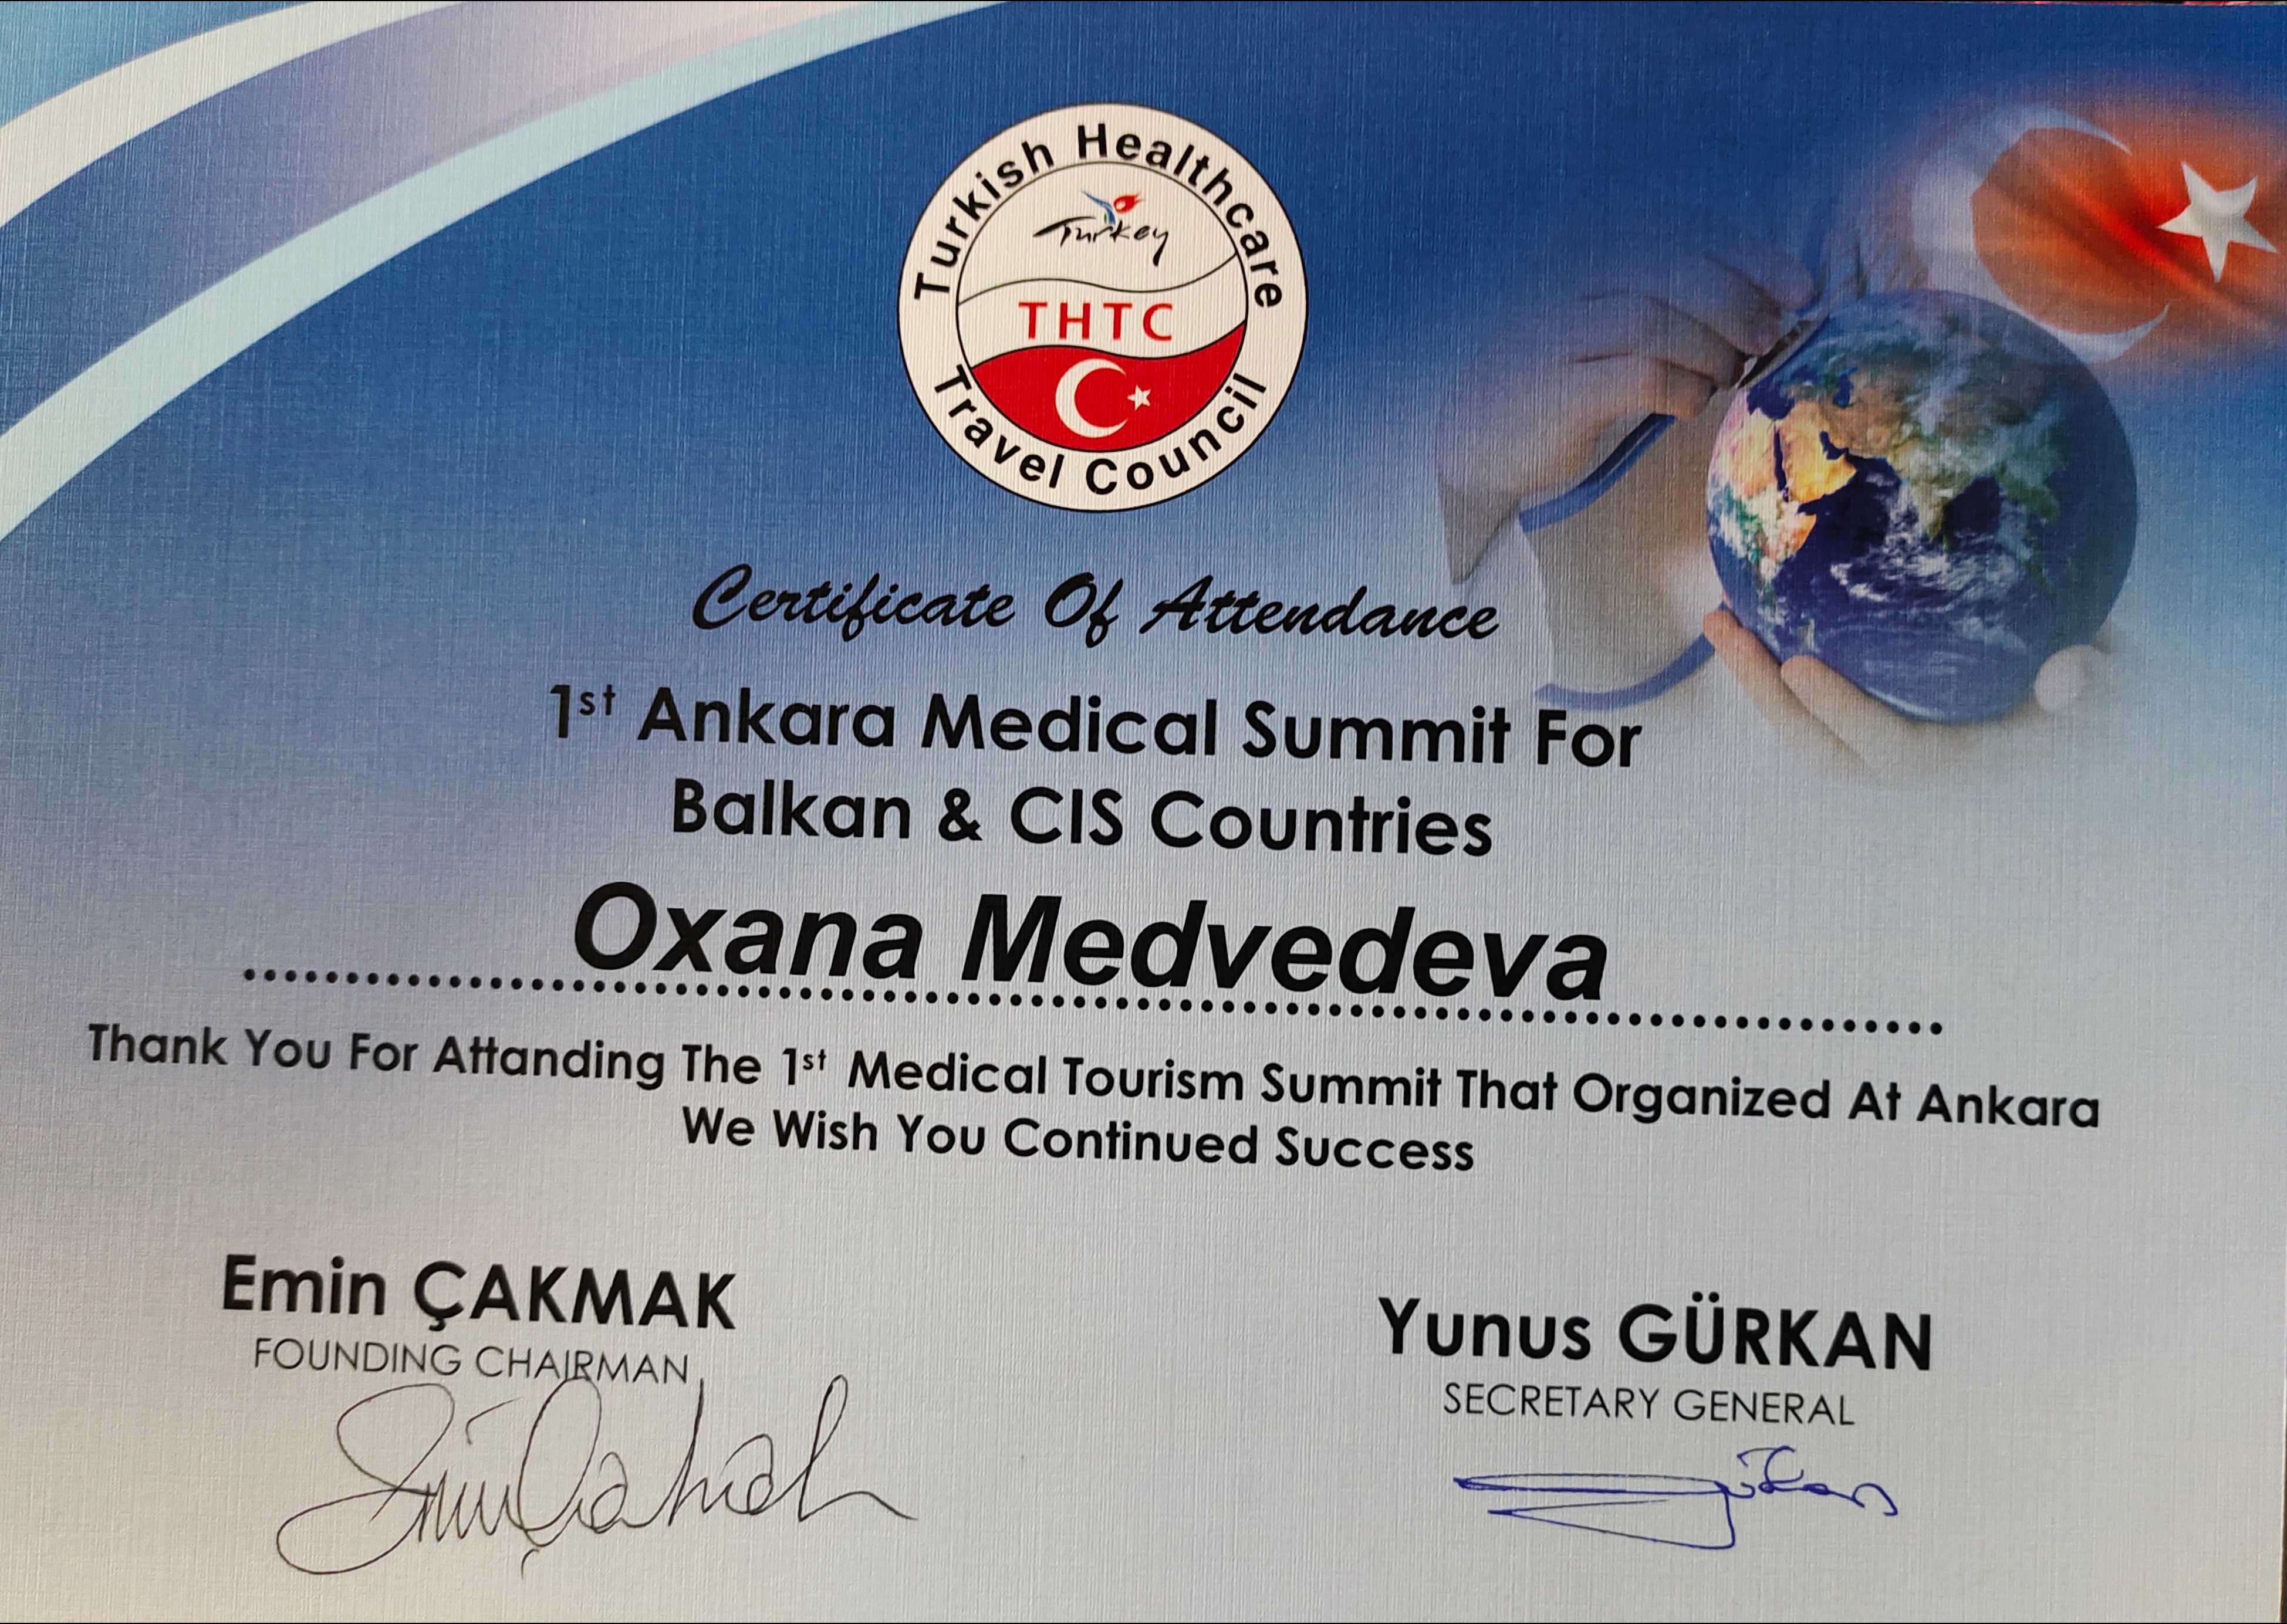 Turkish Healthcare
Turkey
THTC
Travel Council
Certificate Of Attendance
1st Ankara Medical Summit For
Balkan & CIS Countries
Oxana Medvedeva
Thank You For Attanding The 1st Medical Tourism Summit That Organized At Ankara
We Wish You Continued Success
Emin ÇAKMAK
FOUNDING CHAIRMAN
Yunus GÜRKAN
SECRETARY GENERAL